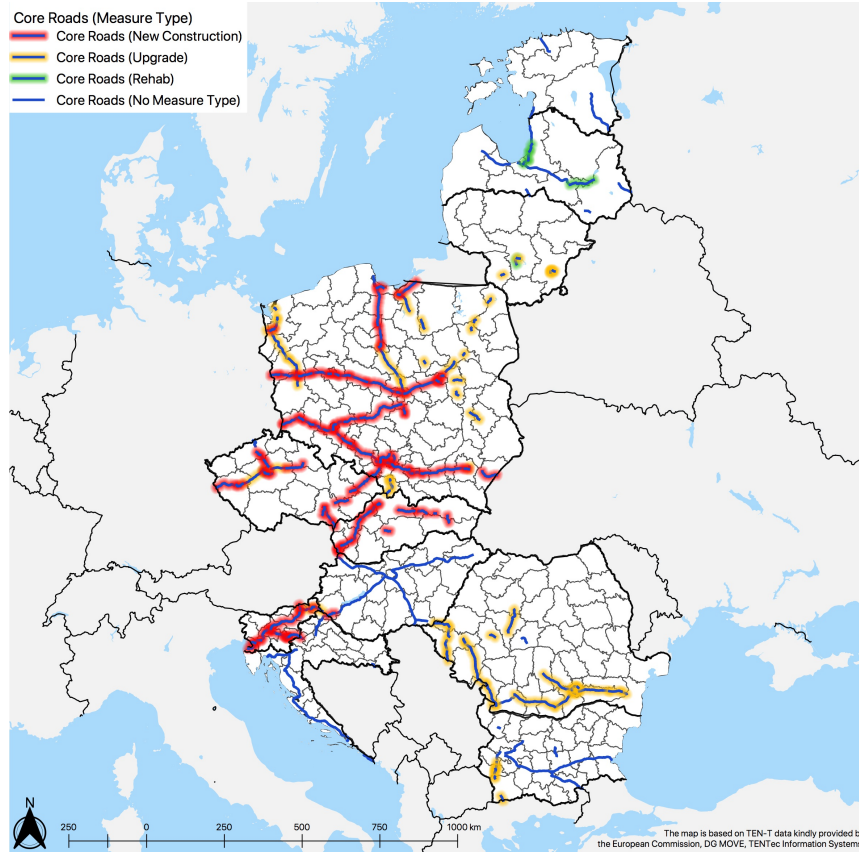 Core Roads (Measure Type)
Core Roads (New Construction)
Core Roads (Upgrade)
Core Roads (Rehab)
Core Roads (No Measure Type)
N
250 0 250 500 750 1000 km
The map is based on TEN-T data kindly provided b
the European Commission, DG MOVE, TENTec Information System